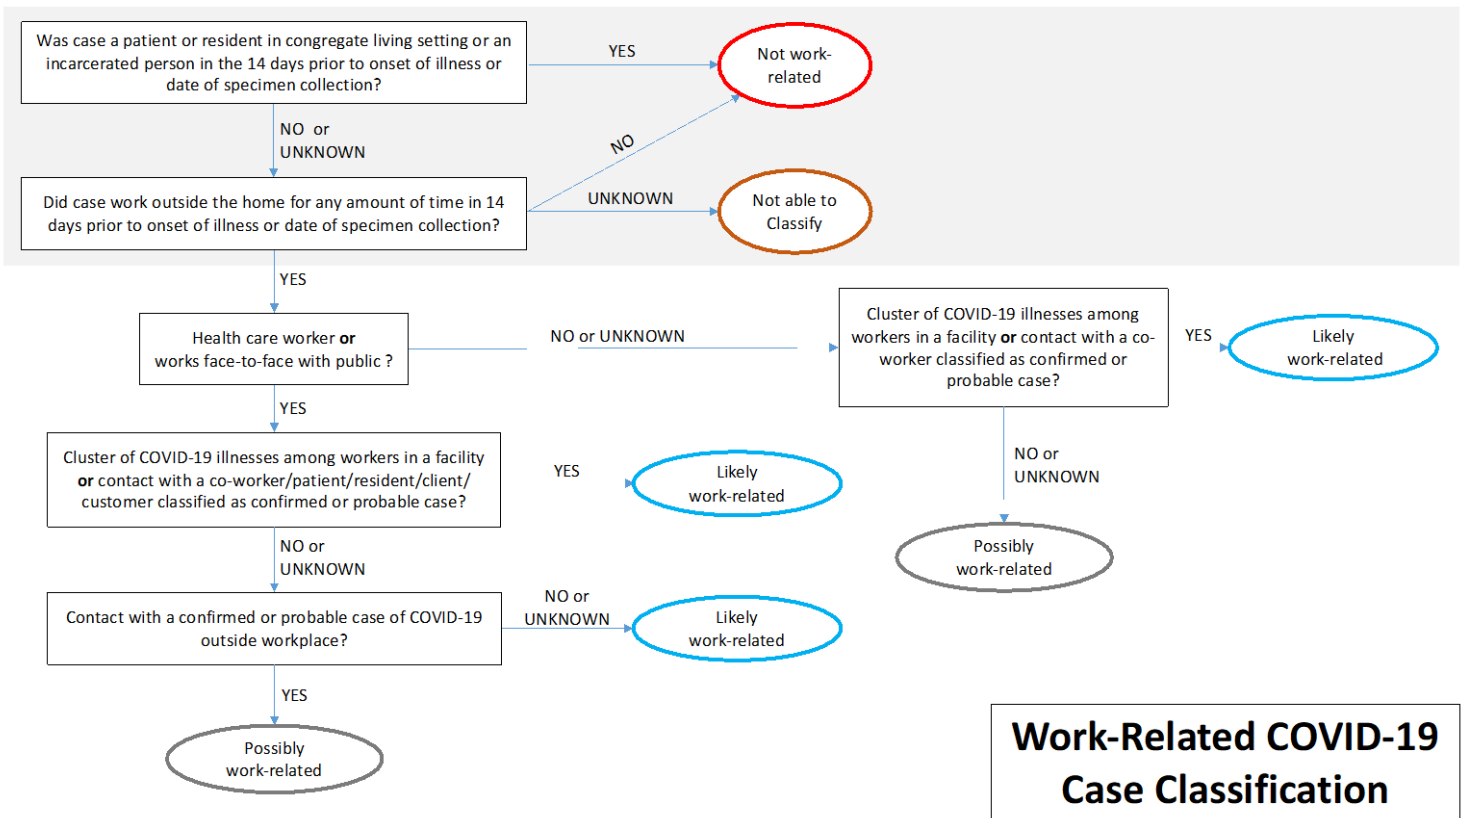 Was case a patient or resident in congregate living setting or an
incarcerated person in the 14 days prior to onset of illness or
date of specimen collection?
YES
Not work-
related
NO or
UNKNOWN
NO
Did case work outside the home for any amount of time in 14
days prior to onset of illness or date of specimen collection?
UNKNOWN
Not able to
Classify
YES
Health care worker or
works face-to-face with public ?
NO or UNKNOWN
Cluster of COVID-19 illnesses among
workers in a facility or contact with a co-
worker classified as confirmed or
probable case?
YES
Likely
work-related
YES
NO or
UNKNOWN
Possibly
work-related
Cluster of COVID-19 illnesses among workers in a facility
or contact with a co-worker/patient/resident/client/
customer classified as confirmed or probable case?
YES
Likely
work-related
NO or
UNKNOWN
Contact with a confirmed or probable case of COVID-19
outside workplace?
NO or
UNKNOWN
Likely
work-related
YES
Possibly
work-related
Work-Related COVID-19
Case Classification